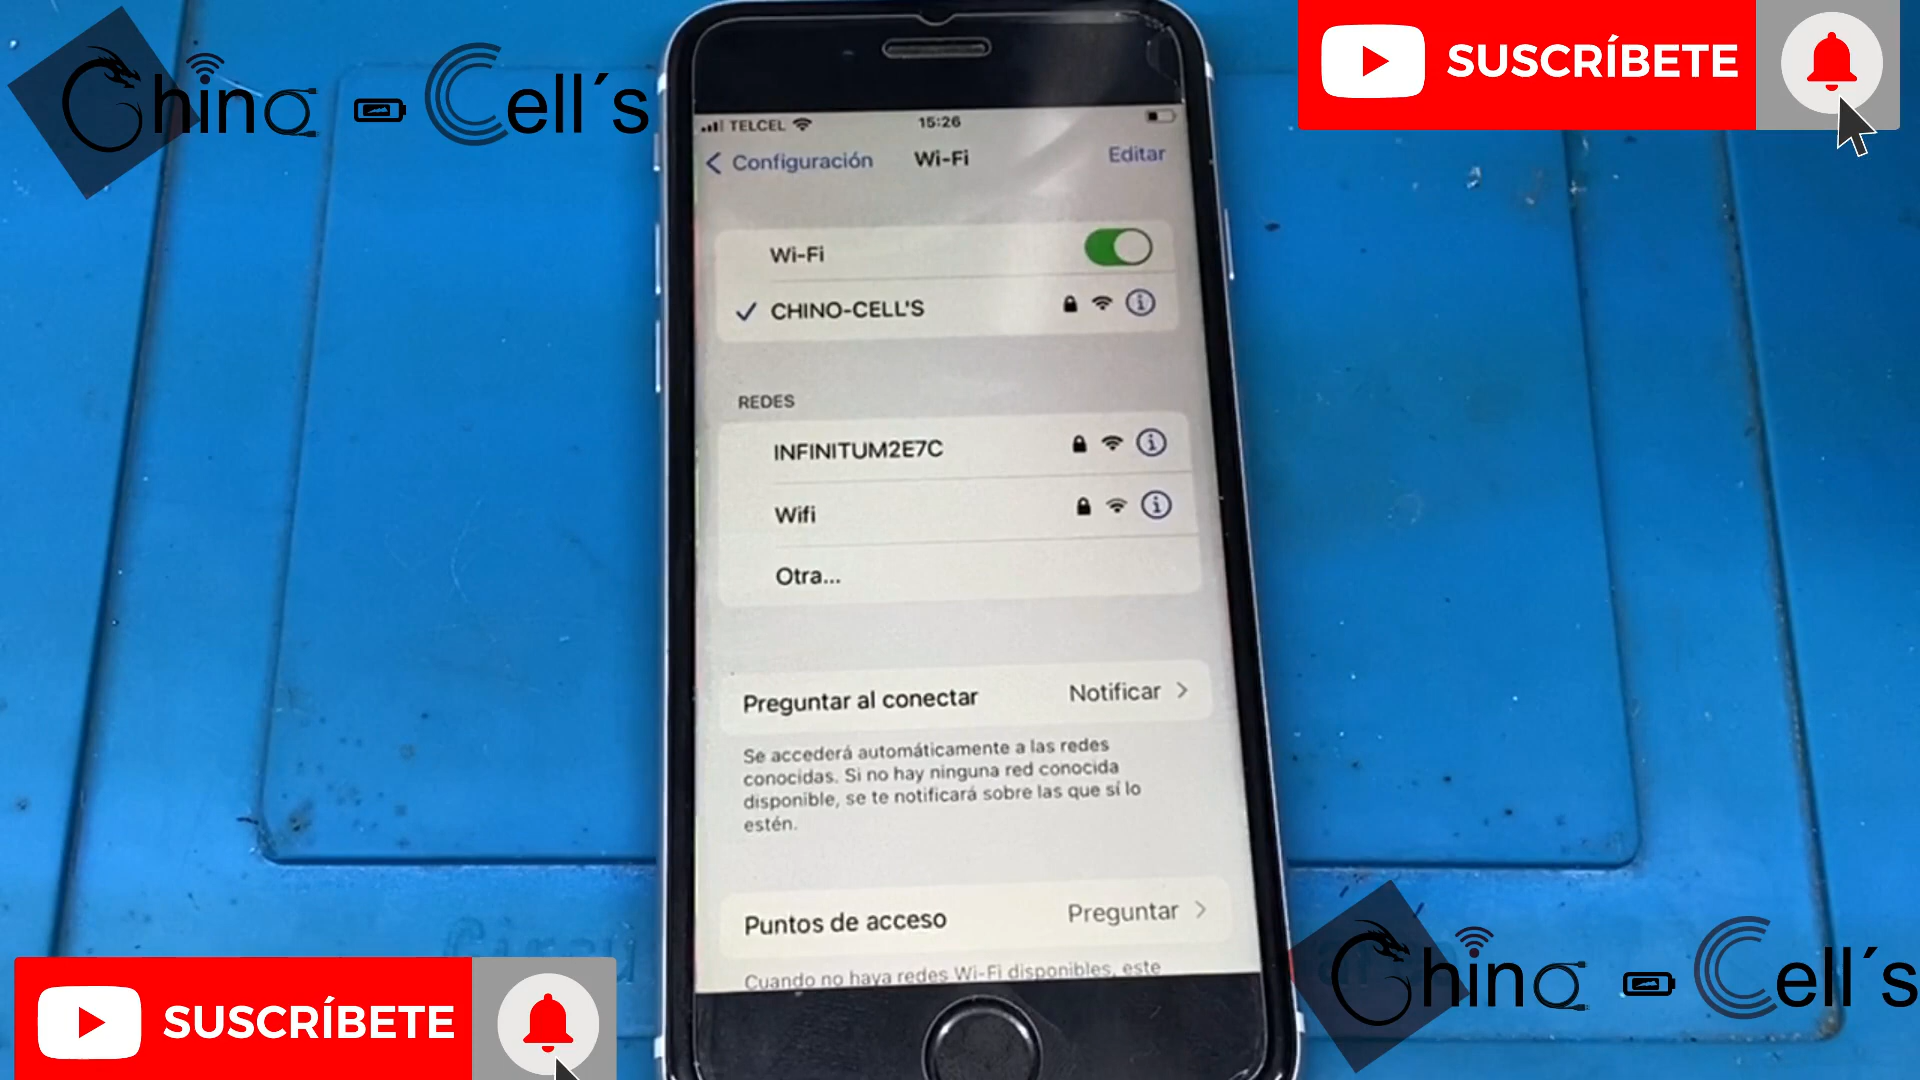 China - Cell´s
SUSCRÍBETE
TELCEL
15:26
Configuración
Wi-Fi
Editar
Wi-Fi
CHINO-CELL'S
REDES
INFINITUM2E7C
Wifi
Otra...
Preguntar al conectar
Notificar
Se accederá automáticamente a las redes
conocidas. Si no hay ninguna red conocida
disponible, se te notificará sobre las que sí lo
estén.
Puntos de acceso
Preguntar
Cuando no haya redes Wi-Fi disponibles, este
SUSCRÍBETE
China - Cell´s